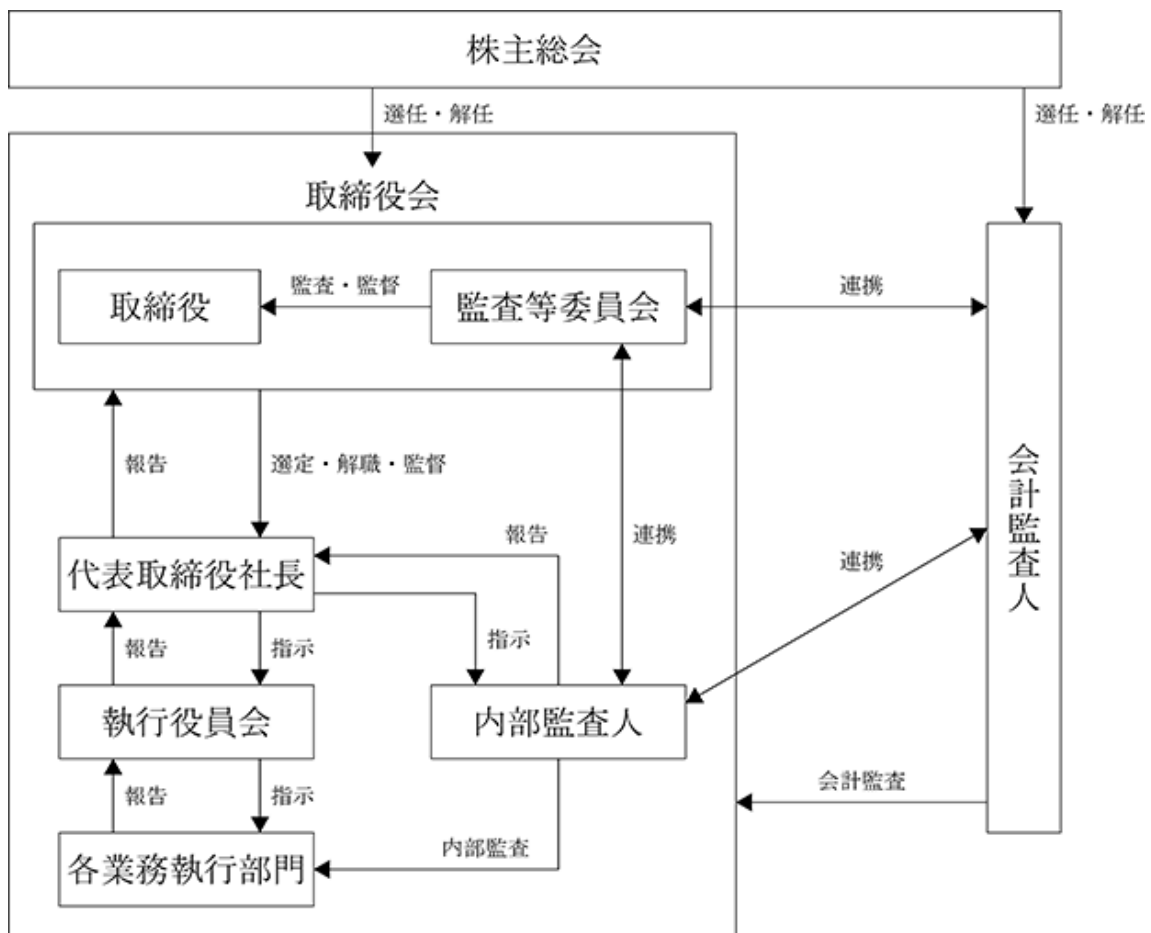 株主総会
選任・解任
選任・解任
取締役会
取締役
監査・監督
監査等委員会
連携
報告
選定・解職・監督
報告
連携
連携
会計監査人
代表取締役社長
報告
指示
指示
執行役員会
内部監査人
報告
指示
会計監査
内部監査
各業務執行部門